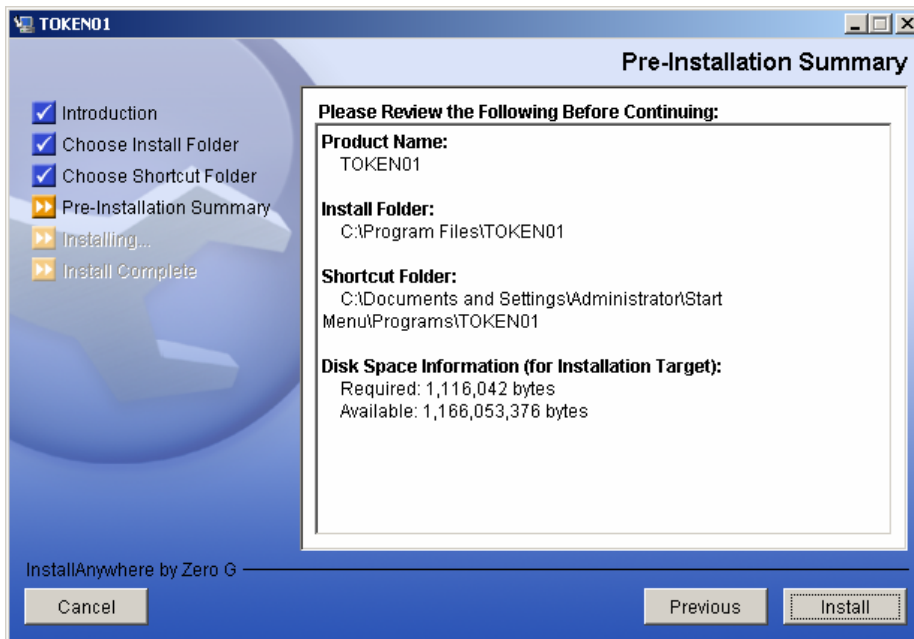 TOKEN01
Pre-Installation Summary
Introduction
Choose Install Folder
Choose Shortcut Folder
Pre-Installation Summary
Installing...
Install Complete
Please Review the Following Before Continuing:
Product Name:
TOKEN01
Install Folder:
C:\Program Files\TOKEN01
Shortcut Folder:
C:\Documents and Settings\Administrator\Start
Menu\Programs\TOKEN01
Disk Space Information (for Installation Target):
Required: 1,116,042 bytes
Available: 1,166,053,376 bytes
InstallAnywhere by Zero G
Cancel
Previous
Install